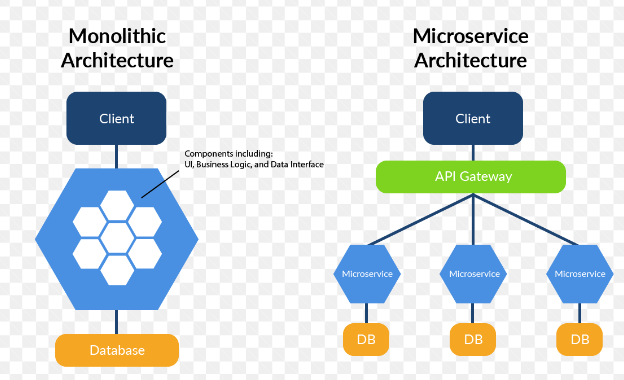 Monolithic
Architecture
Client
Components including:
UI, Business Logic, and Data Interface
Database
Microservice
Architecture
Client
API Gateway
Microservice
Microservice
Microservice
DB
DB
DB